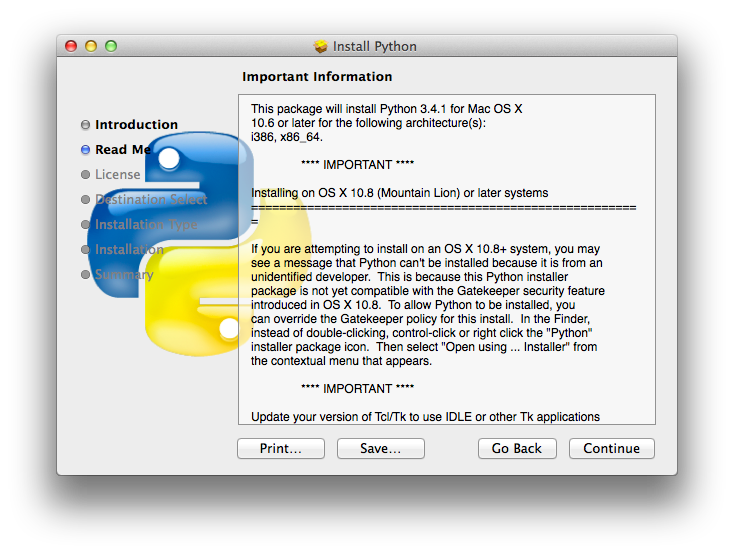 Install Python
Important Information
Introduction
Read Me
License
Destination Select
Installation Type
Installation
Summary
This package will install Python 3.4.1 for Mac OS X
10.6 or later for the following architecture(s):
i386, x86_64.
**** IMPORTANT ****
Installing on OS X 10.8 (Mountain Lion) or later systems
=======================================================
=
If you are attempting to install on an OS X 10.8+ system, you may
see a message that Python can't be installed because it is from an
unidentified developer.  This is because this Python installer
package is not yet compatible with the Gatekeeper security feature
introduced in OS X 10.8.  To allow Python to be installed, you
can override the Gatekeeper policy for this install.  In the Finder,
instead of double-clicking, control-click or right click the "Python"
installer package icon.  Then select "Open using ... Installer" from
the contextual menu that appears.
**** IMPORTANT ****
Update your version of Tcl/Tk to use IDLE or other Tk applications
Print...
Save...
Go Back
Continue